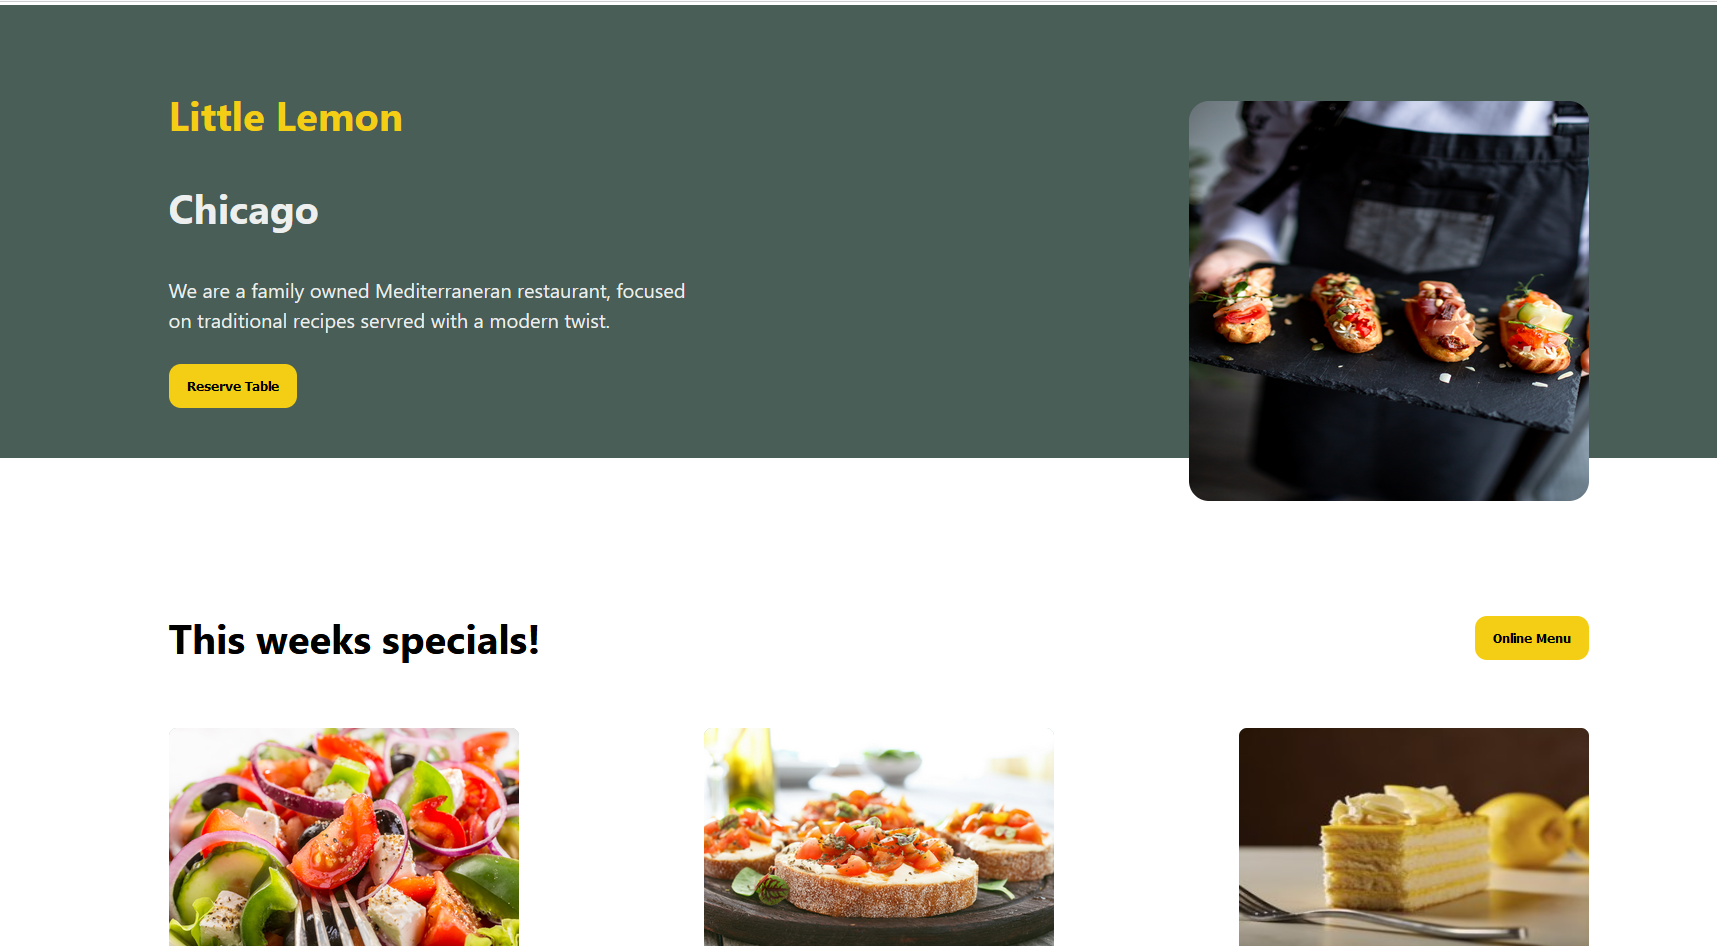 Little Lemon
Chicago
We are a family owned Mediterraneran restaurant, focused
on traditional recipes servred with a modern twist.
Reserve Table
This weeks specials!
Online Menu